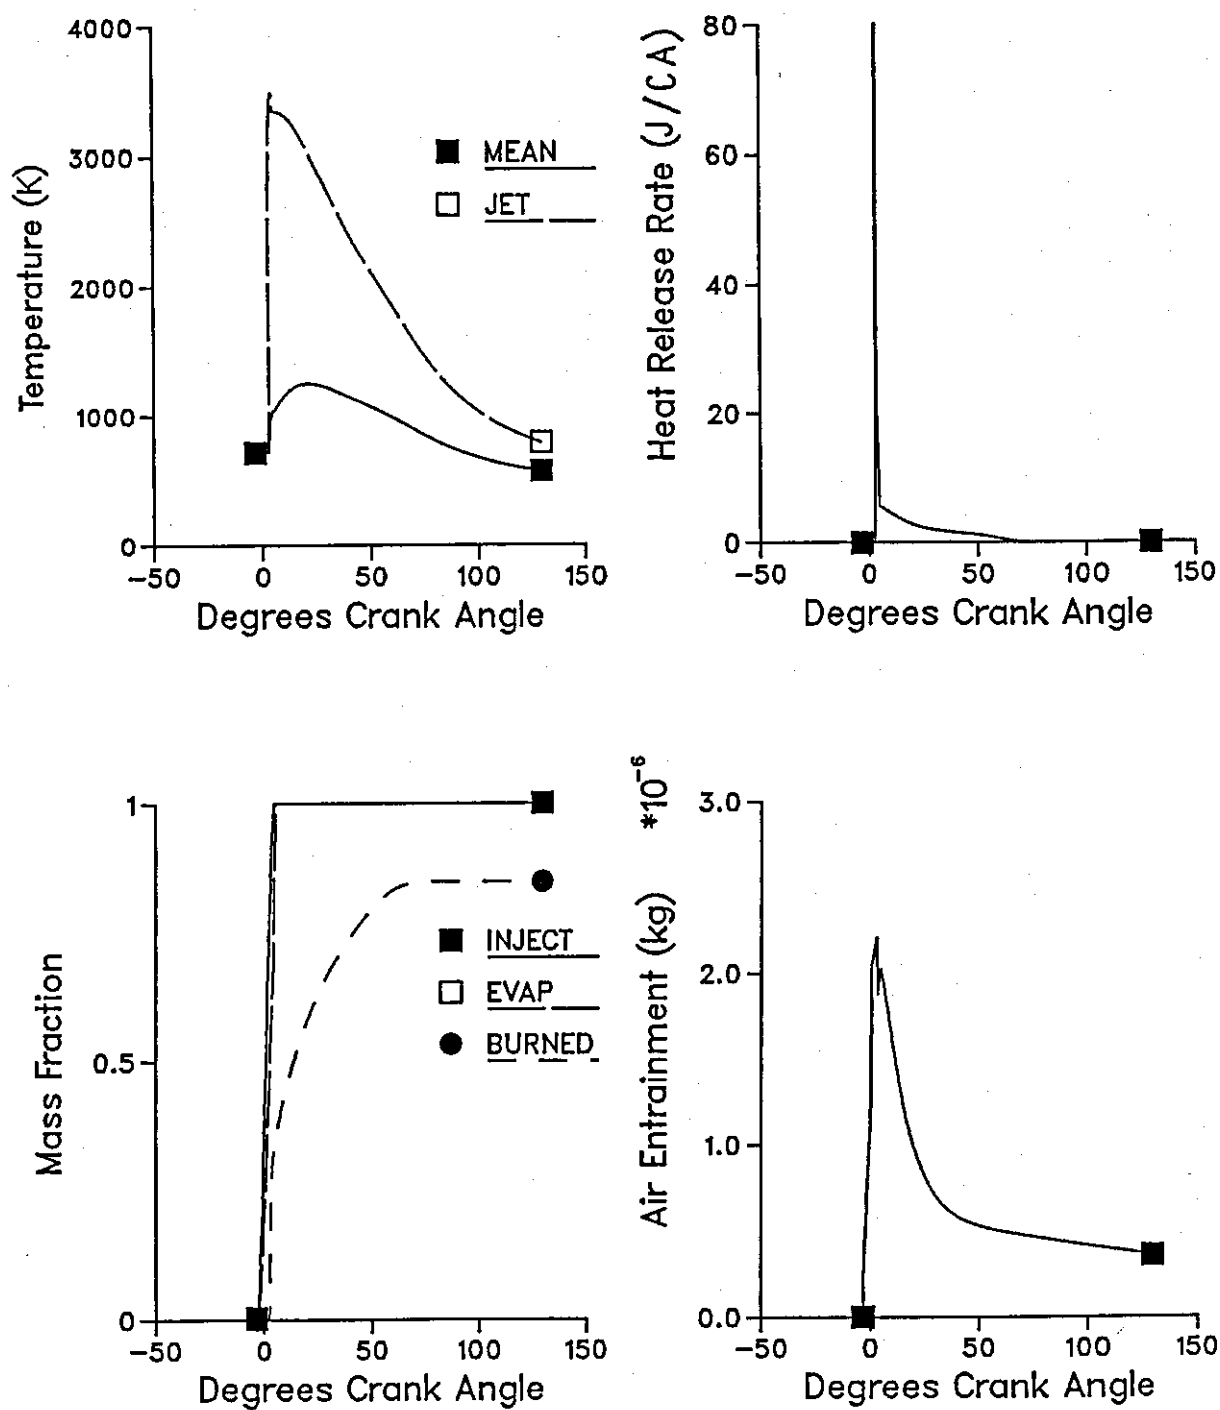 4000
3000
2000
1000
0
-50
0
50
100
150
Temperature (K)
Degrees Crank Angle
MEAN
JET
80
60
40
20
0
-50
0
50
100
150
Heat Release Rate (J/CA)
Degrees Crank Angle
1
0.5
0
-50
0
50
100
150
Mass Fraction
Degrees Crank Angle
INJECT
EVAP
BURNED
3.0
2.0
1.0
0.0
-50
0
50
100
150
Air Entrainment (kg) *10⁻⁶
Degrees Crank Angle